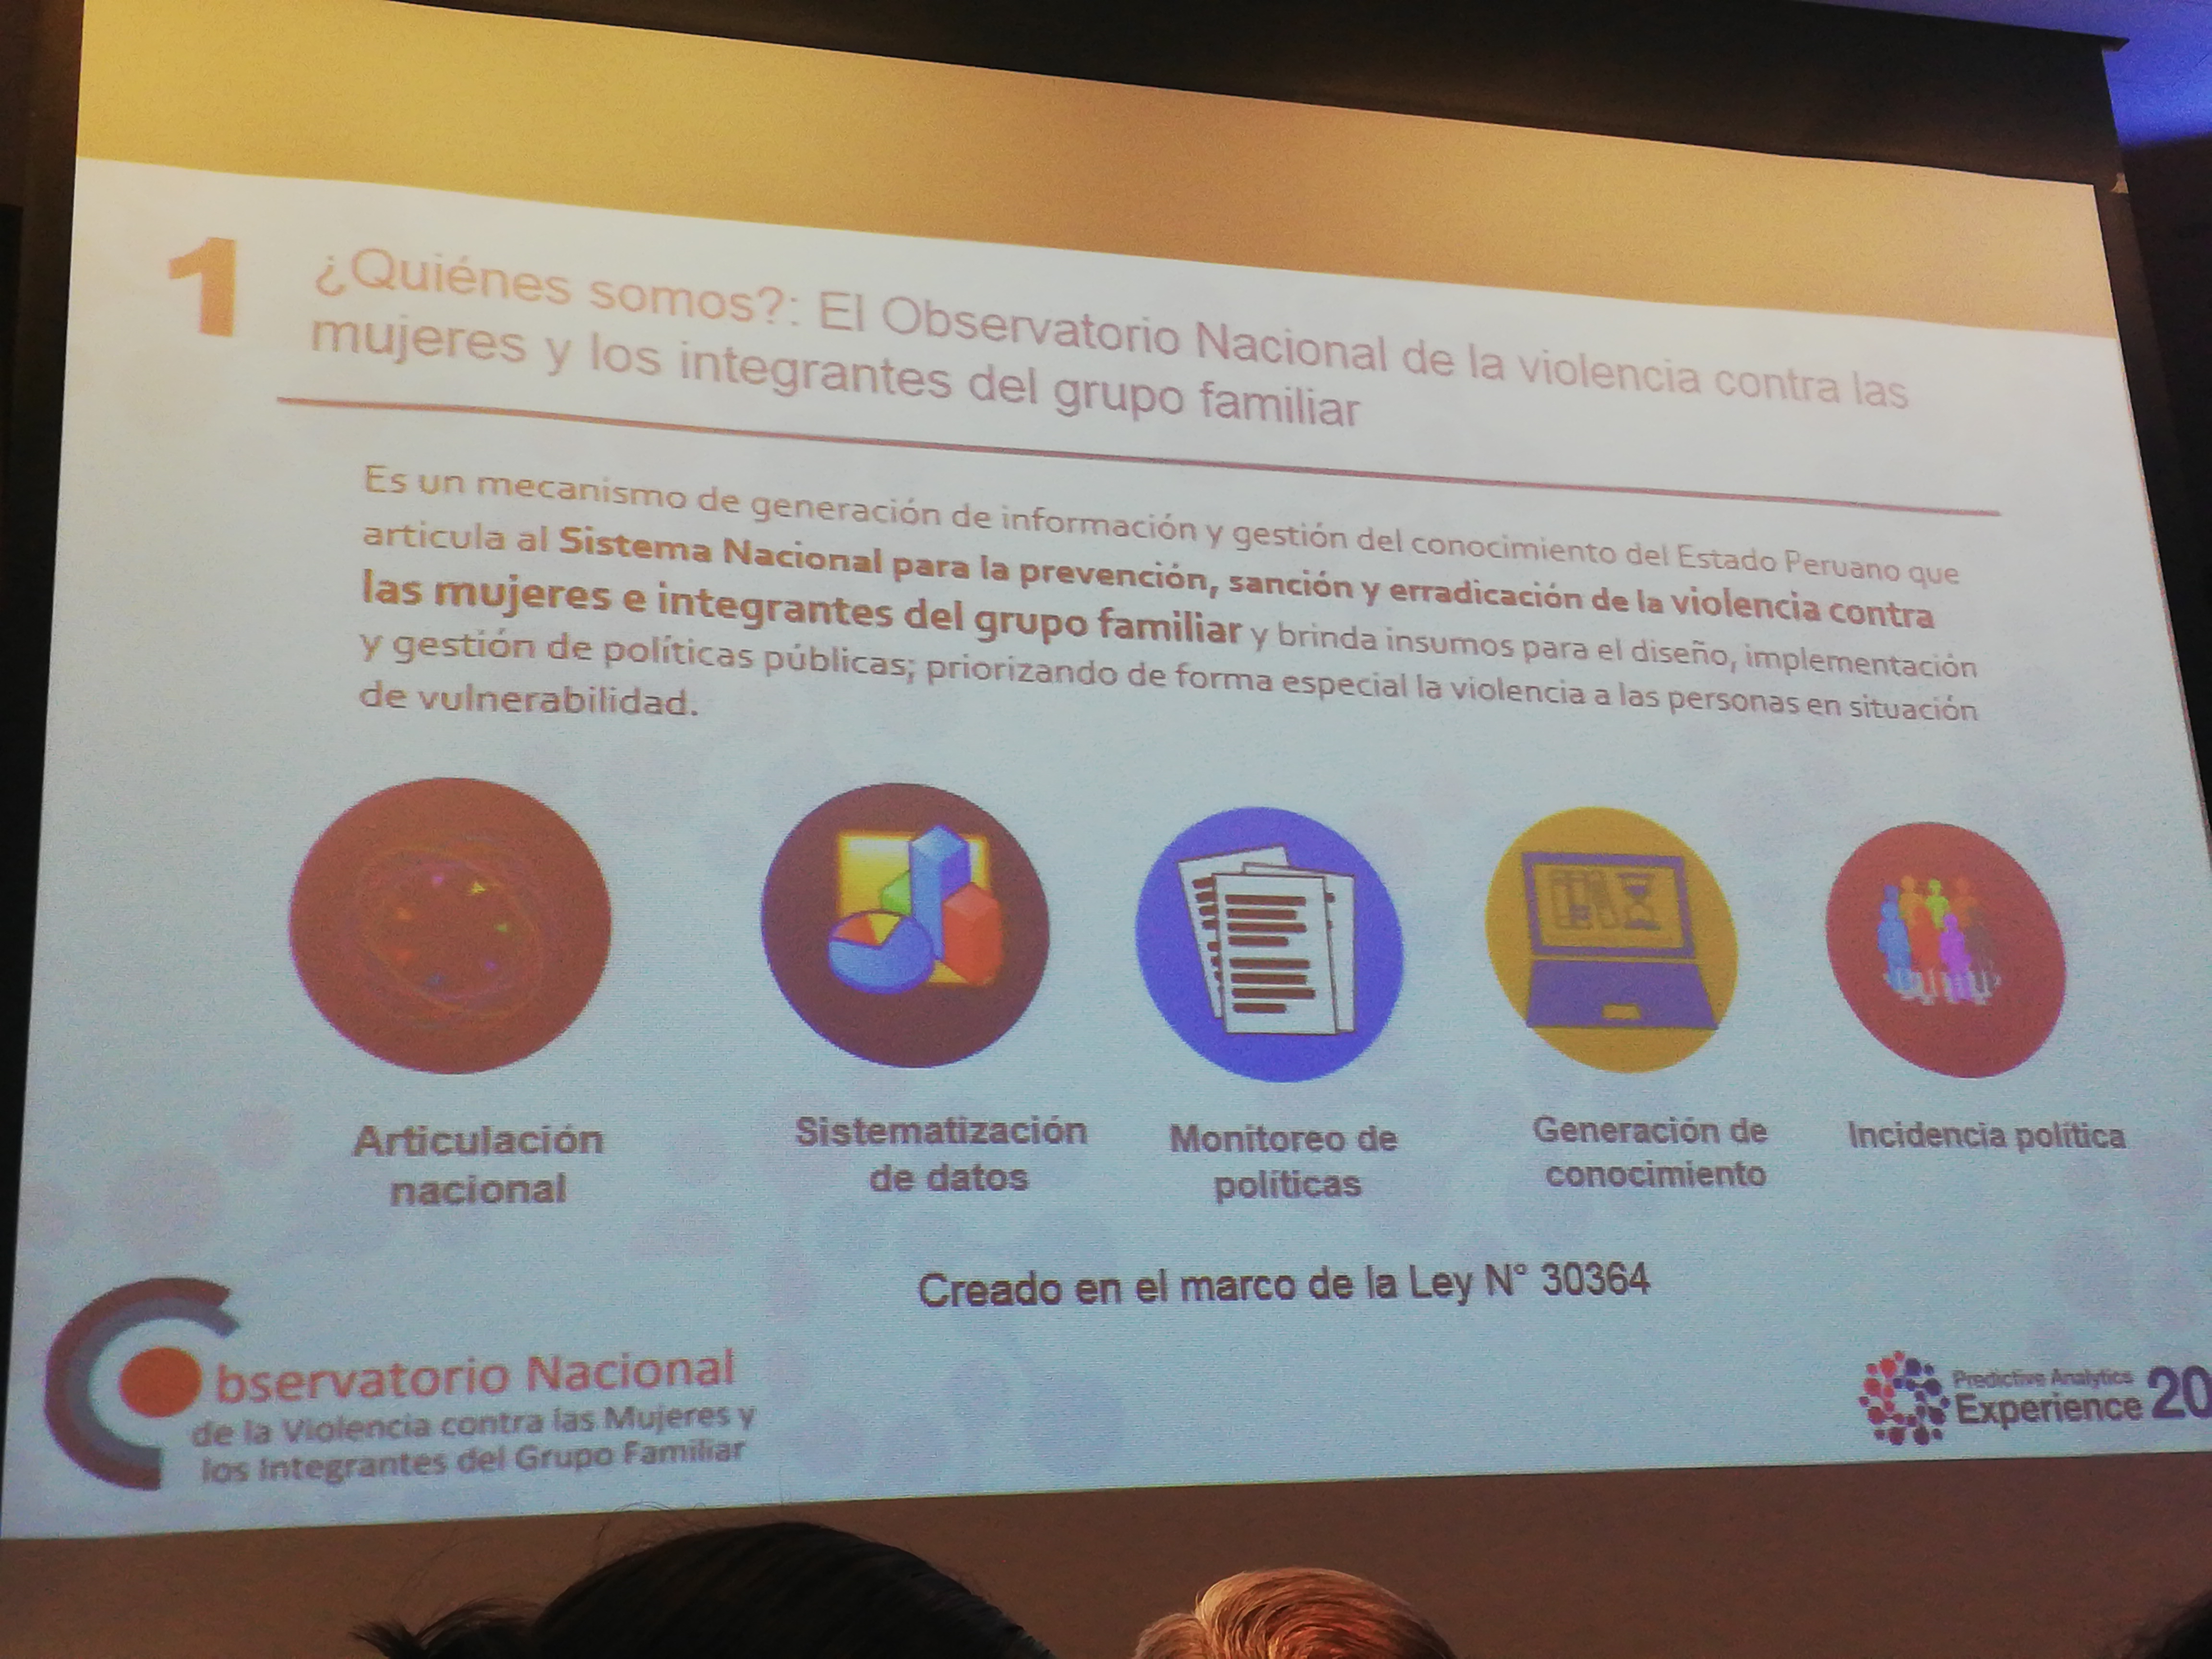 1
¿Quiénes somos?: El Observatorio Nacional de la violencia contra las
mujeres y los integrantes del grupo familiar
Es un mecanismo de generación de información y gestión del conocimiento del Estado Peruano que
articula al Sistema Nacional para la prevención, sanción y erradicación de la violencia contra
las mujeres e integrantes del grupo familiar y brinda insumos para el diseño, implementación
y gestión de políticas públicas; priorizando de forma especial la violencia a las personas en situación
de vulnerabilidad.
Articulación
nacional
Sistematización
de datos
Monitoreo de
políticas
Generación de
conocimiento
Incidencia política
Creado en el marco de la Ley N° 30364
Observatorio Nacional
de la Violencia contra las Mujeres y
los Integrantes del Grupo Familiar
Predictive Analytics
Experience 20